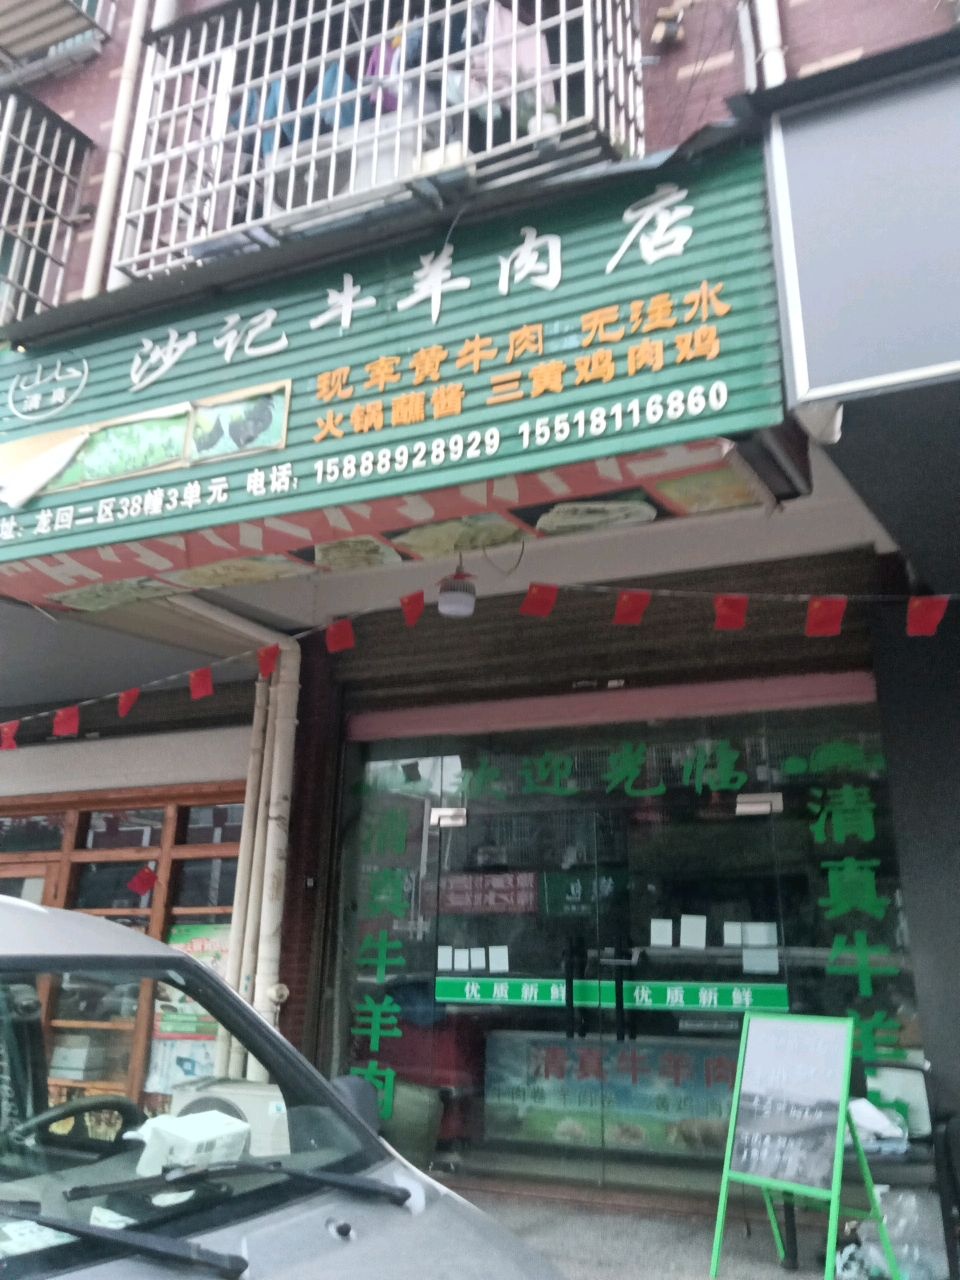 沙记牛羊肉店
清真
现宰黄牛肉 无注水
火锅蘸酱 三黄鸡肉鸡
址：龙回二区38幢3单元 电话：15888928929 15518116860
欢迎光临
清真牛羊肉
清真牛羊
优质新鲜 优质新鲜
清真牛羊肉